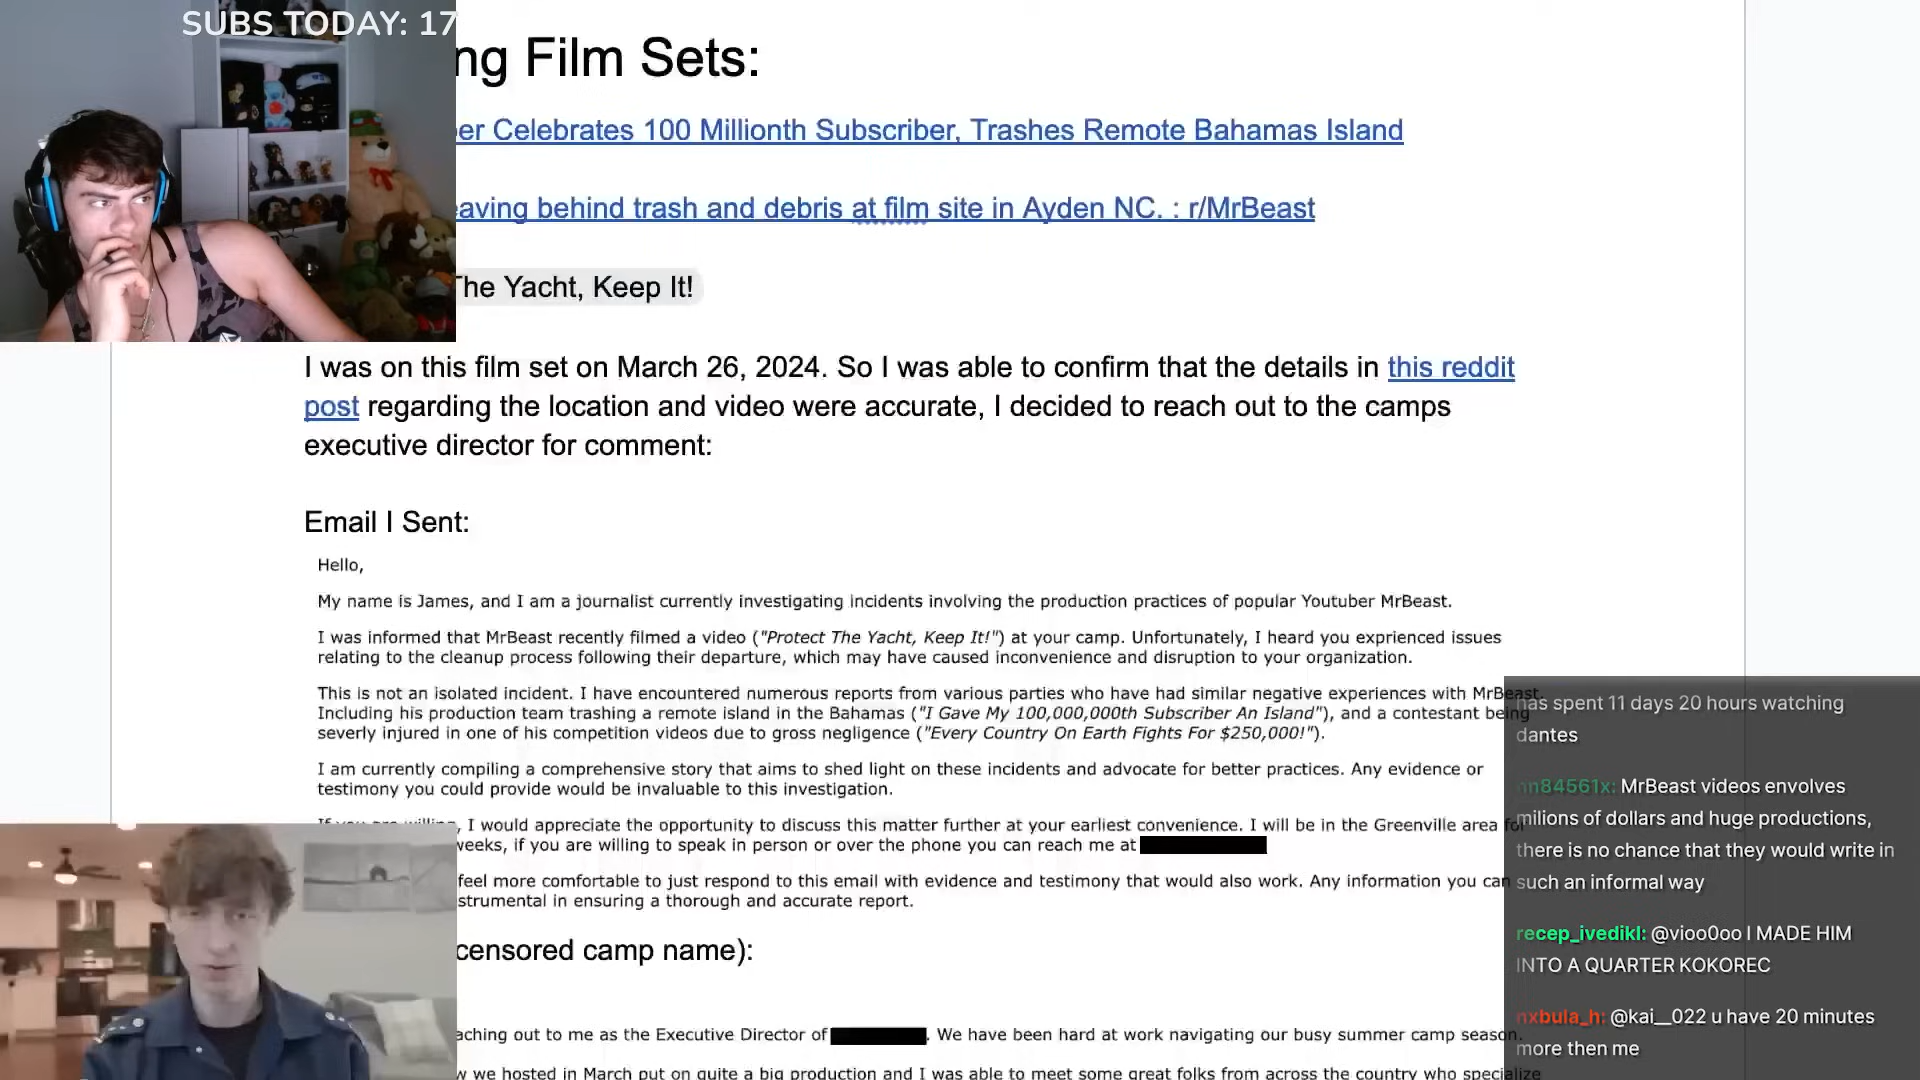 SUBS TODAY: 17
ng Film Sets:
er Celebrates 100 Millionth Subscriber, Trashes Remote Bahamas Island
eaving behind trash and debris at film site in Ayden NC. : r/MrBeast
The Yacht, Keep It!
I was on this film set on March 26, 2024. So I was able to confirm that the details in this reddit
post regarding the location and video were accurate, I decided to reach out to the camps
executive director for comment:
Email I Sent:
Hello,
My name is James, and I am a journalist currently investigating incidents involving the production practices of popular Youtuber MrBeast.
I was informed that MrBeast recently filmed a video ("Protect The Yacht, Keep It!") at your camp. Unfortunately, I heard you exprienced issues
relating to the cleanup process following their departure, which may have caused inconvenience and disruption to your organization.
This is not an isolated incident. I have encountered numerous reports from various parties who have had similar negative experiences with MrBeast.
Including his production team trashing a remote island in the Bahamas ("I Gave My 100,000,000th Subscriber An Island"), and a contestant being
severly injured in one of his competition videos due to gross negligence ("Every Country On Earth Fights For $250,000!").
I am currently compiling a comprehensive story that aims to shed light on these incidents and advocate for better practices. Any evidence or
testimony you could provide would be invaluable to this investigation.
If you are willing, I would appreciate the opportunity to discuss this matter further at your earliest convenience. I will be in the Greenville area for
weeks, if you are willing to speak in person or over the phone you can reach me at
feel more comfortable to just respond to this email with evidence and testimony that would also work. Any information you can
strumental in ensuring a thorough and accurate report.
censored camp name):
aching out to me as the Executive Director of . We have been hard at work navigating our busy summer camp season.
w we hosted in March put on quite a big production and I was able to meet some great folks from across the country who specialize
has spent 11 days 20 hours watching
dantes
nn84561x: MrBeast videos envolves
milions of dollars and huge productions,
there is no chance that they would write in
such an informal way
recep_ivedikl: @vioo0oo I MADE HIM
INTO A QUARTER KOKOREC
nxbula_h: @kai__022 u have 20 minutes
more then me